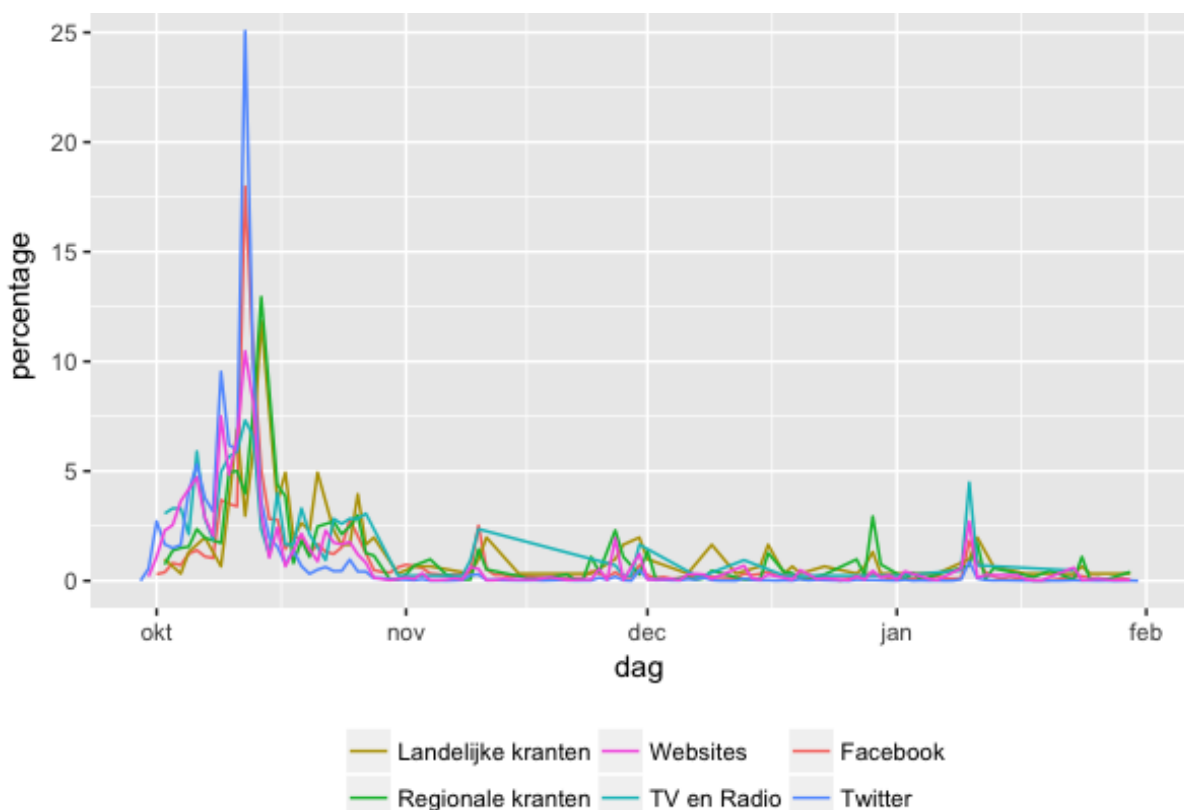 25
20
15
10
5
0
percentage
okt nov dec jan feb
dag
Landelijke kranten Websites Facebook
Regionale kranten TV en Radio Twitter